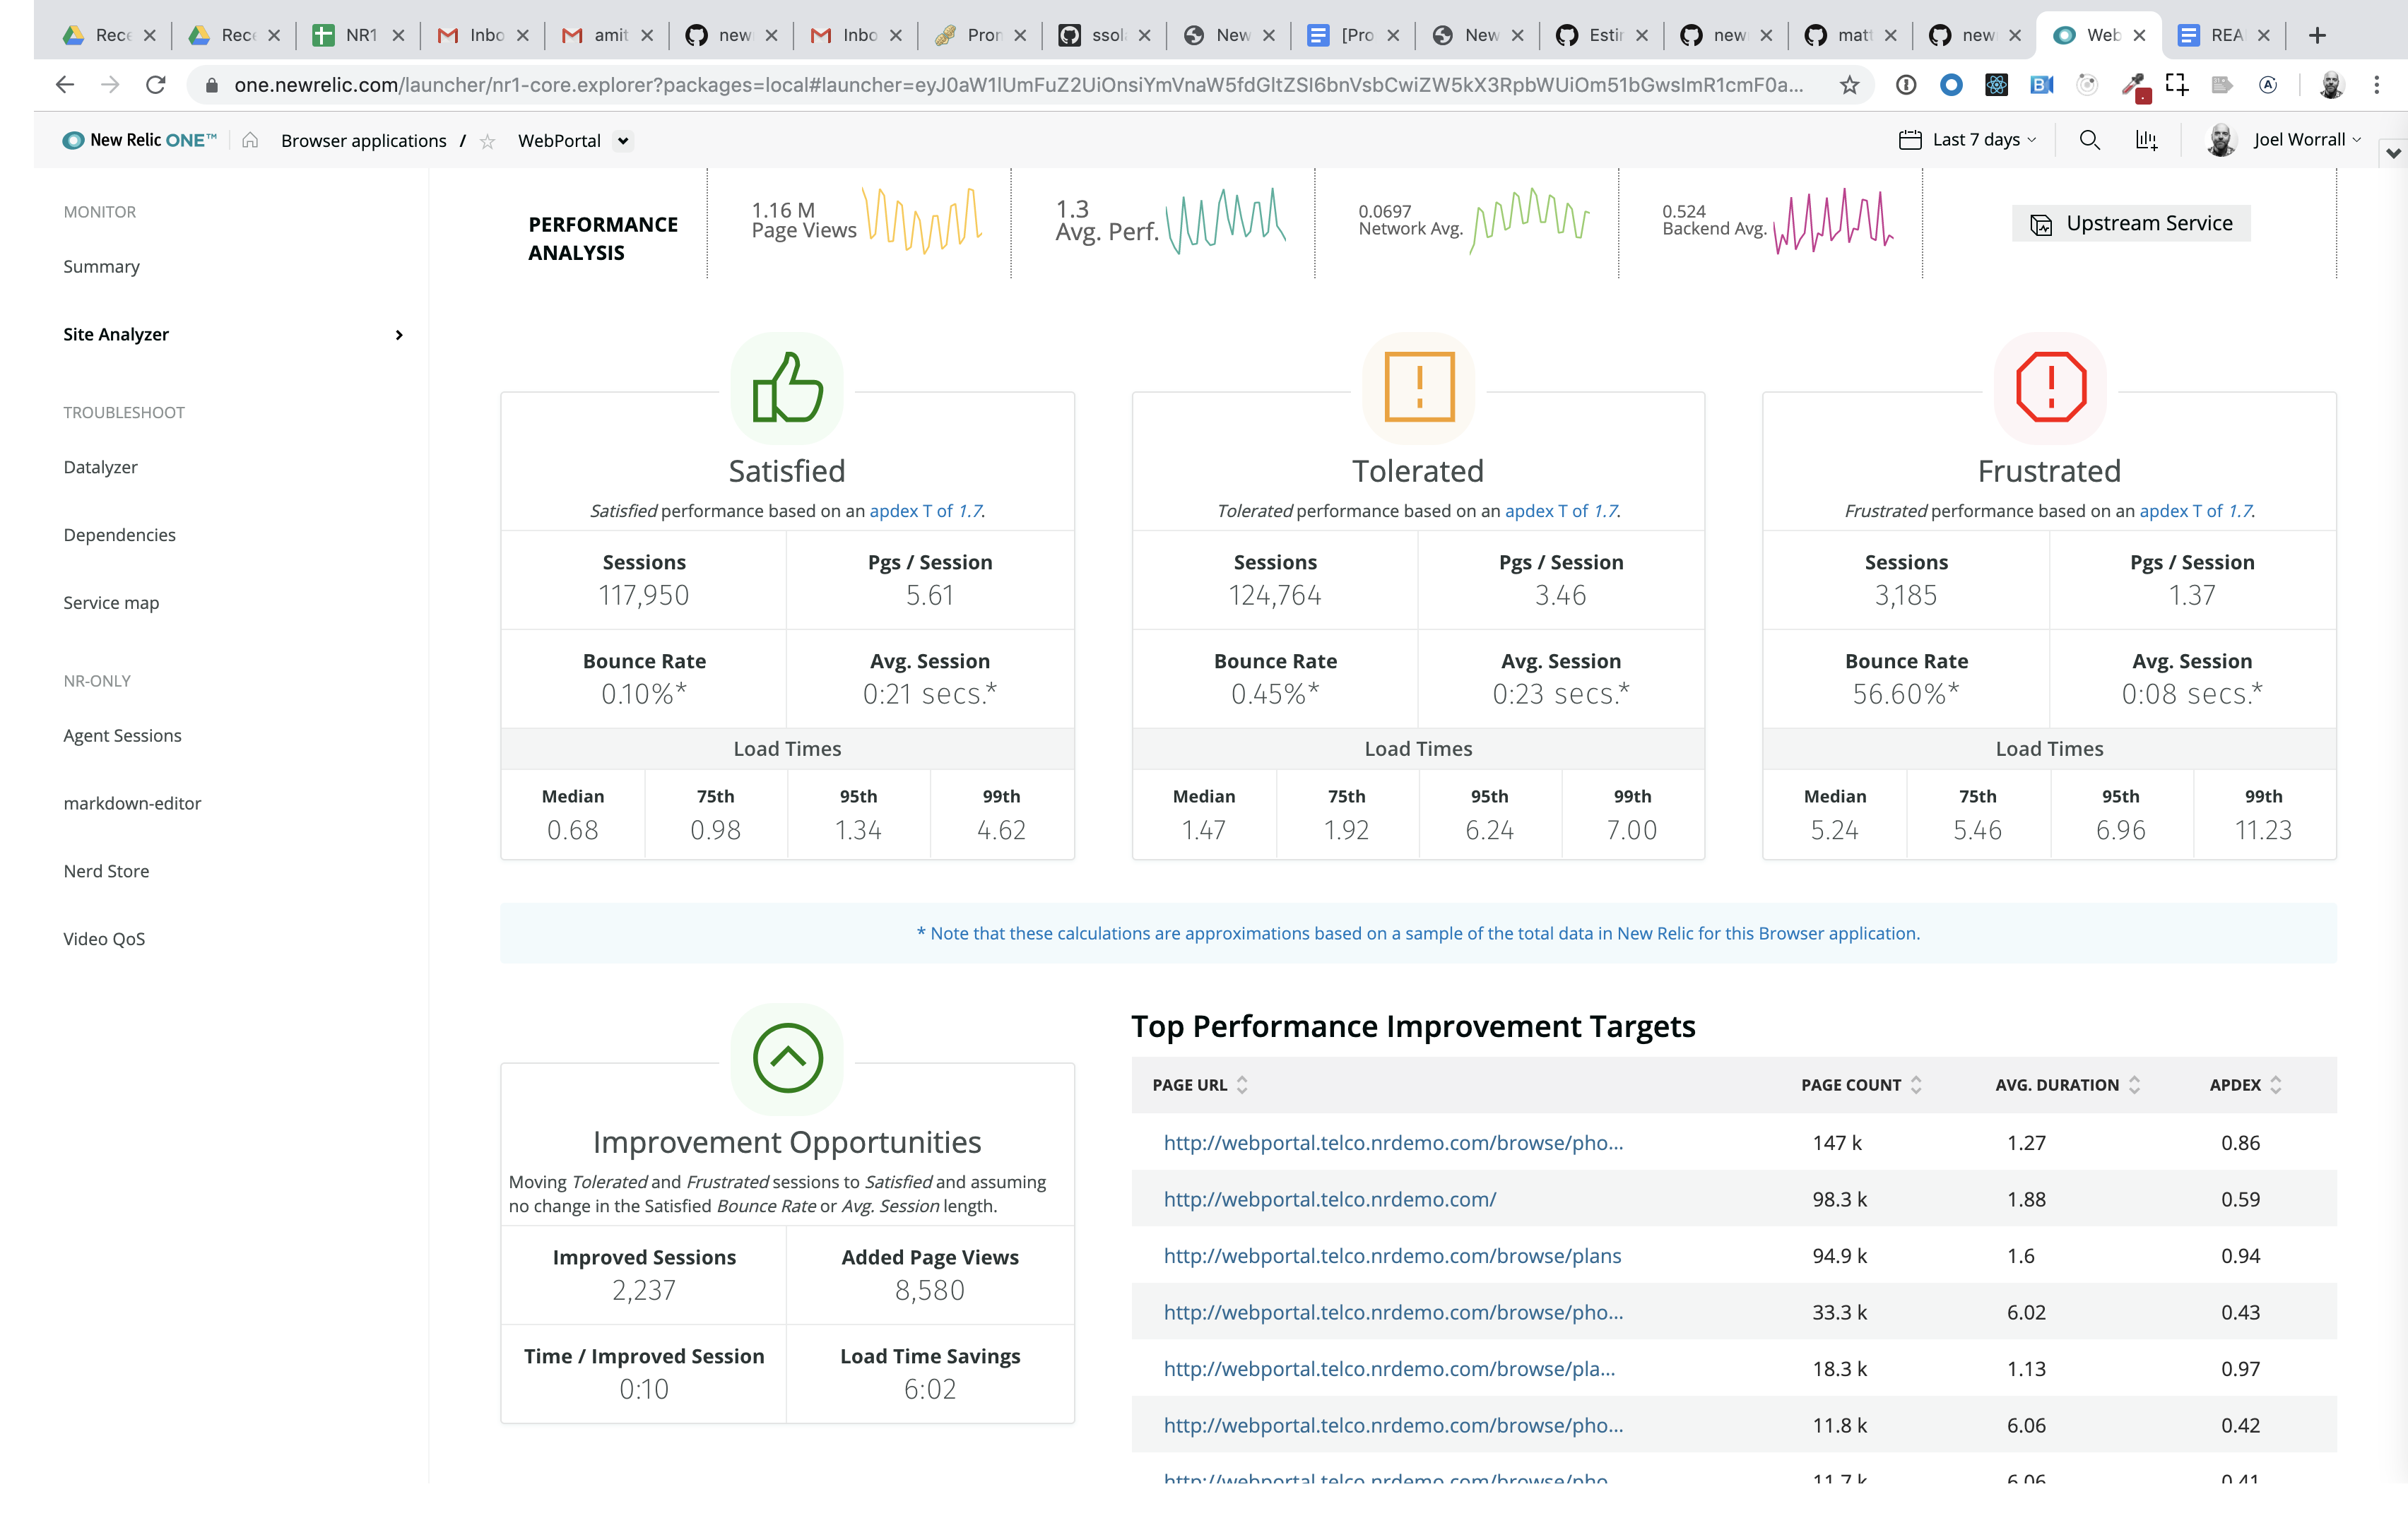 Rece
Rece
NR1
Inbo
amit
new
Inbo
Pron
ssol
New
[Pro
New
Estir
new
matt
new
Web
REA
one.newrelic.com/launcher/nr1-core.explorer?packages=local#launcher=eyJ0aW1lUmFuZ2UiOnsiYmVnaW5fdGltZSI6bnVsbCwiZW5kX3RpbWUiOm51bGwsImR1cmF0a...
New Relic ONE™
Browser applications / WebPortal
Last 7 days
Joel Worrall
MONITOR
Summary
Site Analyzer
TROUBLESHOOT
Datalyzer
Dependencies
Service map
NR-ONLY
Agent Sessions
markdown-editor
Nerd Store
Video QoS
PERFORMANCE
ANALYSIS
1.16 M
Page Views
1.3
Avg. Perf.
0.0697
Network Avg.
0.524
Backend Avg.
Upstream Service
Satisfied
Satisfied performance based on an apdex T of 1.7.
Sessions
117,950
Pgs / Session
5.61
Bounce Rate
0.10%*
Avg. Session
0:21 secs.*
Load Times
Median 75th 95th 99th
0.68 0.98 1.34 4.62
Tolerated
Tolerated performance based on an apdex T of 1.7.
Sessions
124,764
Pgs / Session
3.46
Bounce Rate
0.45%*
Avg. Session
0:23 secs.*
Load Times
Median 75th 95th 99th
1.47 1.92 6.24 7.00
Frustrated
Frustrated performance based on an apdex T of 1.7.
Sessions
3,185
Pgs / Session
1.37
Bounce Rate
56.60%*
Avg. Session
0:08 secs.*
Load Times
Median 75th 95th 99th
5.24 5.46 6.96 11.23
* Note that these calculations are approximations based on a sample of the total data in New Relic for this Browser application.
Improvement Opportunities
Moving Tolerated and Frustrated sessions to Satisfied and assuming
no change in the Satisfied Bounce Rate or Avg. Session length.
Improved Sessions
2,237
Added Page Views
8,580
Time / Improved Session
0:10
Load Time Savings
6:02
Top Performance Improvement Targets
PAGE URL PAGE COUNT AVG. DURATION APDEX
http://webportal.telco.nrdemo.com/browse/pho... 147 k 1.27 0.86
http://webportal.telco.nrdemo.com/ 98.3 k 1.88 0.59
http://webportal.telco.nrdemo.com/browse/plans 94.9 k 1.6 0.94
http://webportal.telco.nrdemo.com/browse/pho... 33.3 k 6.02 0.43
http://webportal.telco.nrdemo.com/browse/pla... 18.3 k 1.13 0.97
http://webportal.telco.nrdemo.com/browse/pho... 11.8 k 6.06 0.42
http://webportal.telco.nrdemo.com/browse/pho... 11.7 k 6.06 0.41